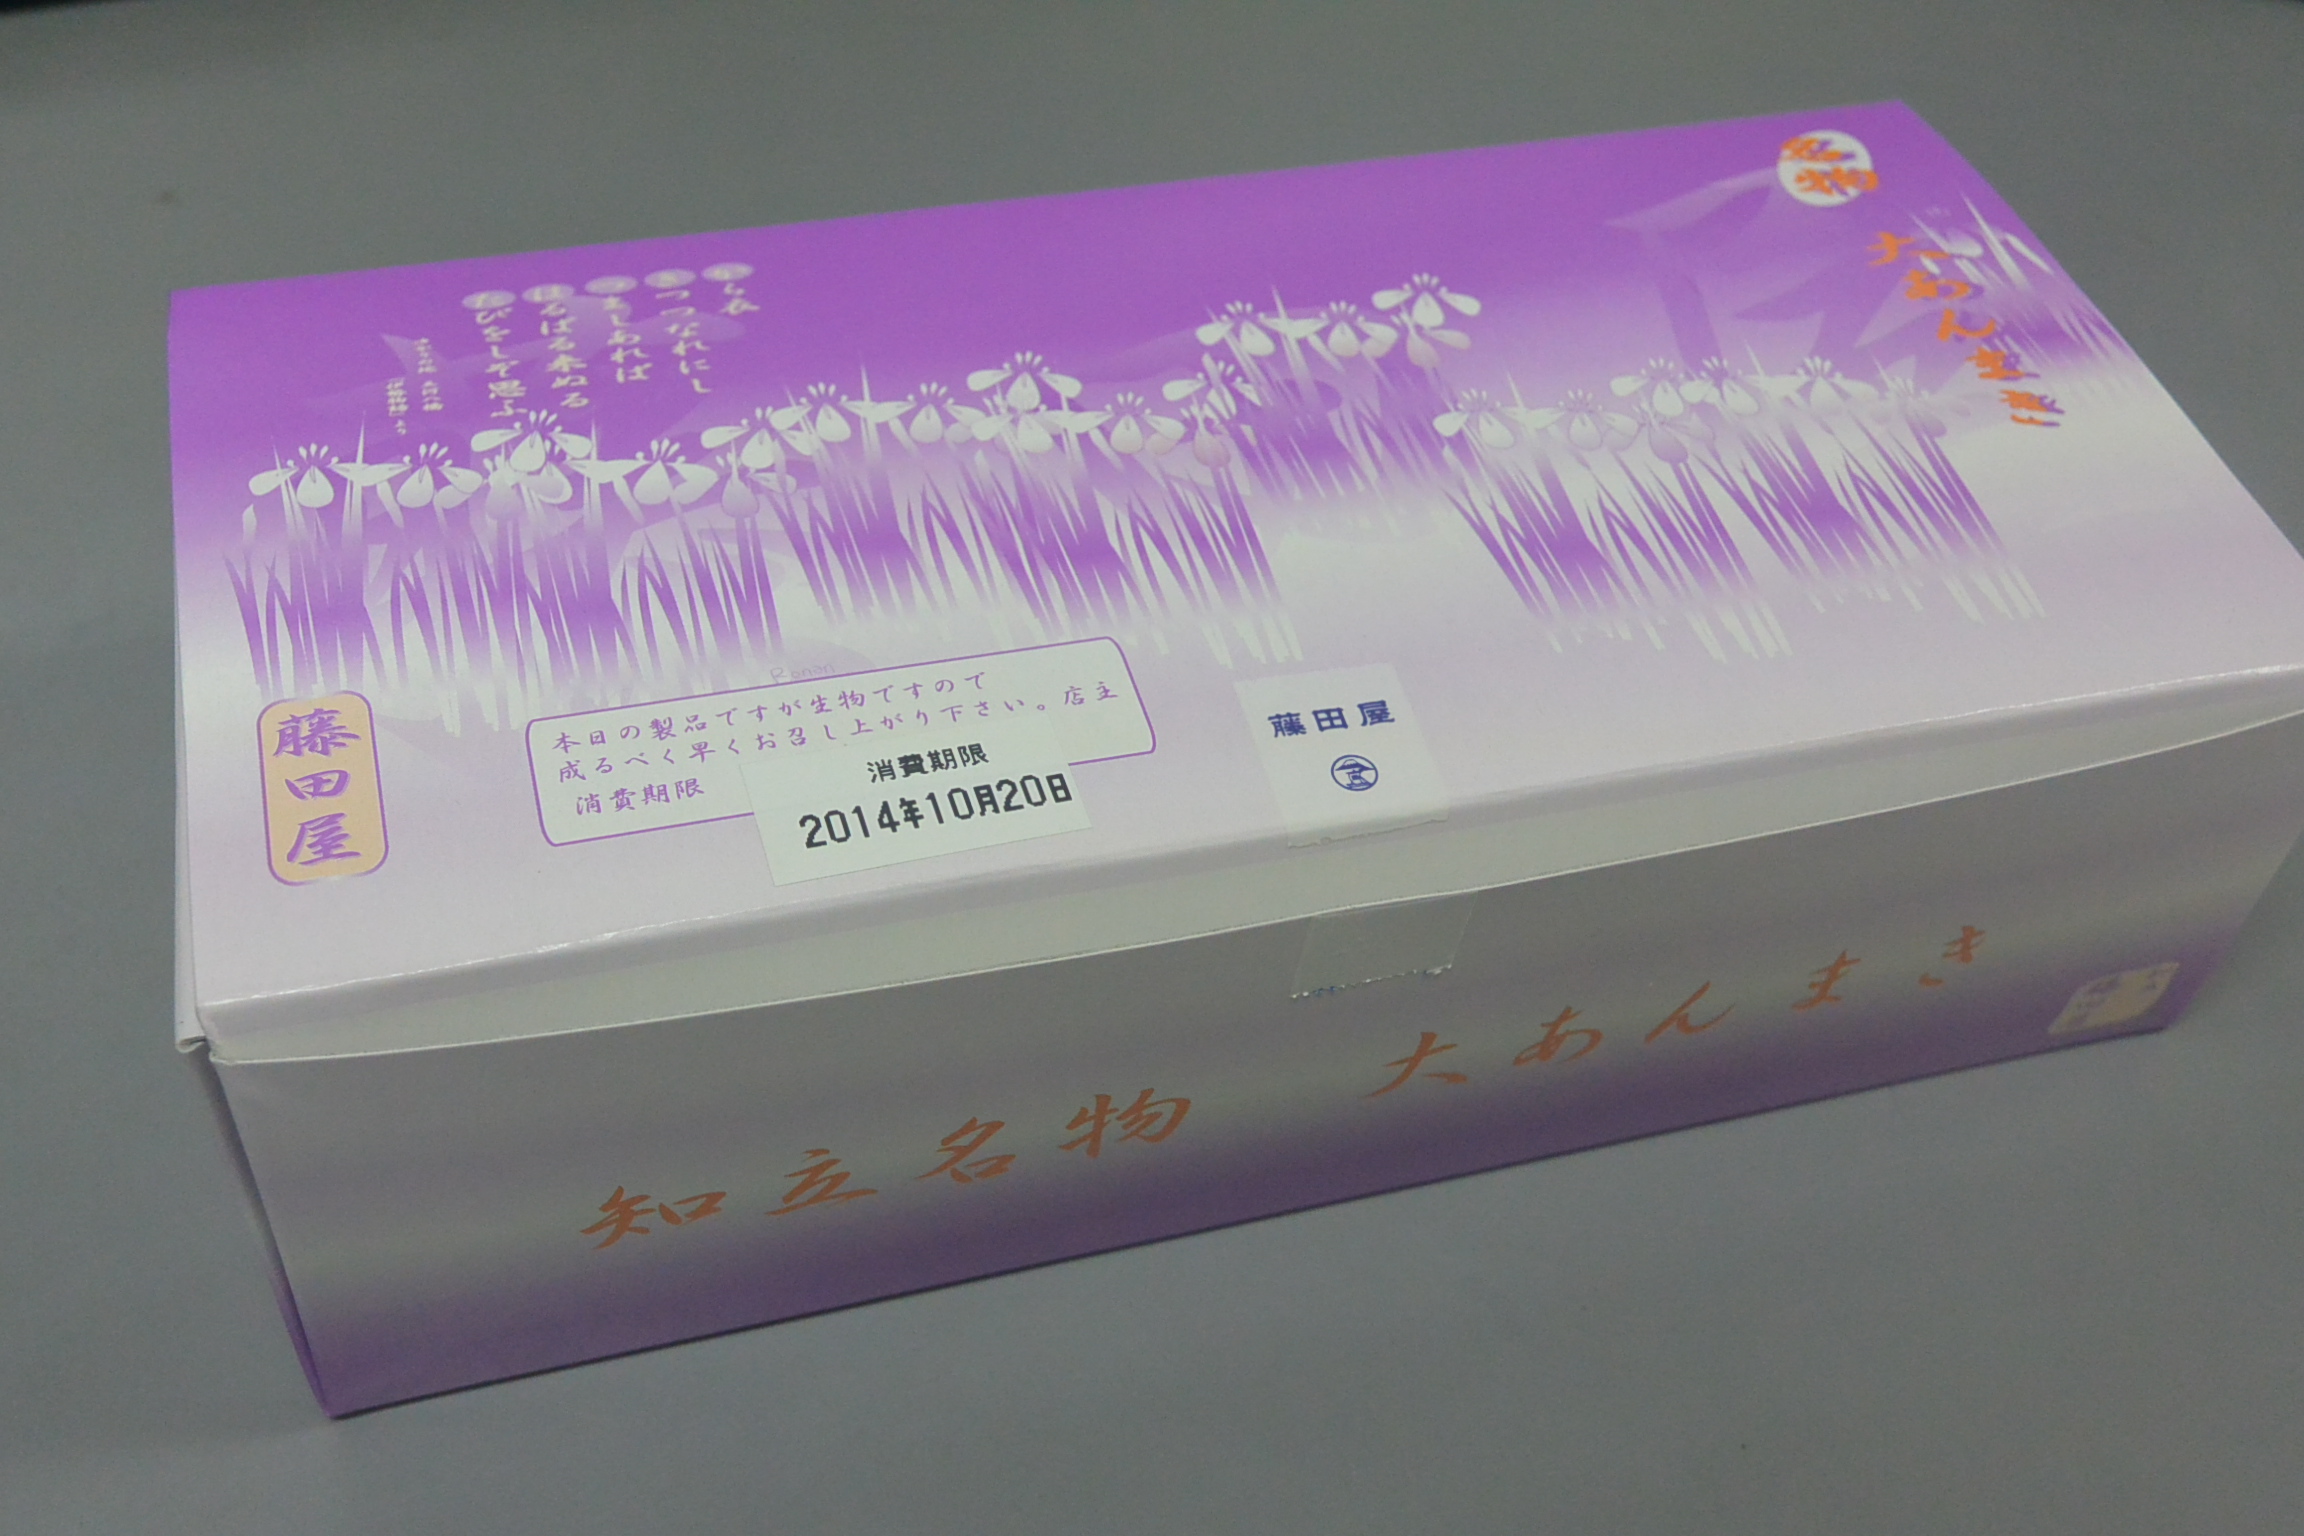 名物
大あんまき
から衣
きつつなれにし
つましあれば
はるばる来ぬる
たびをしぞ思ふ
藤田屋
本日の製品ですが生物ですので
成るべく早くお召し上がり下さい。店主
消費期限
消費期限
2014年10月20日
藤田屋
知立名物 大あんまき